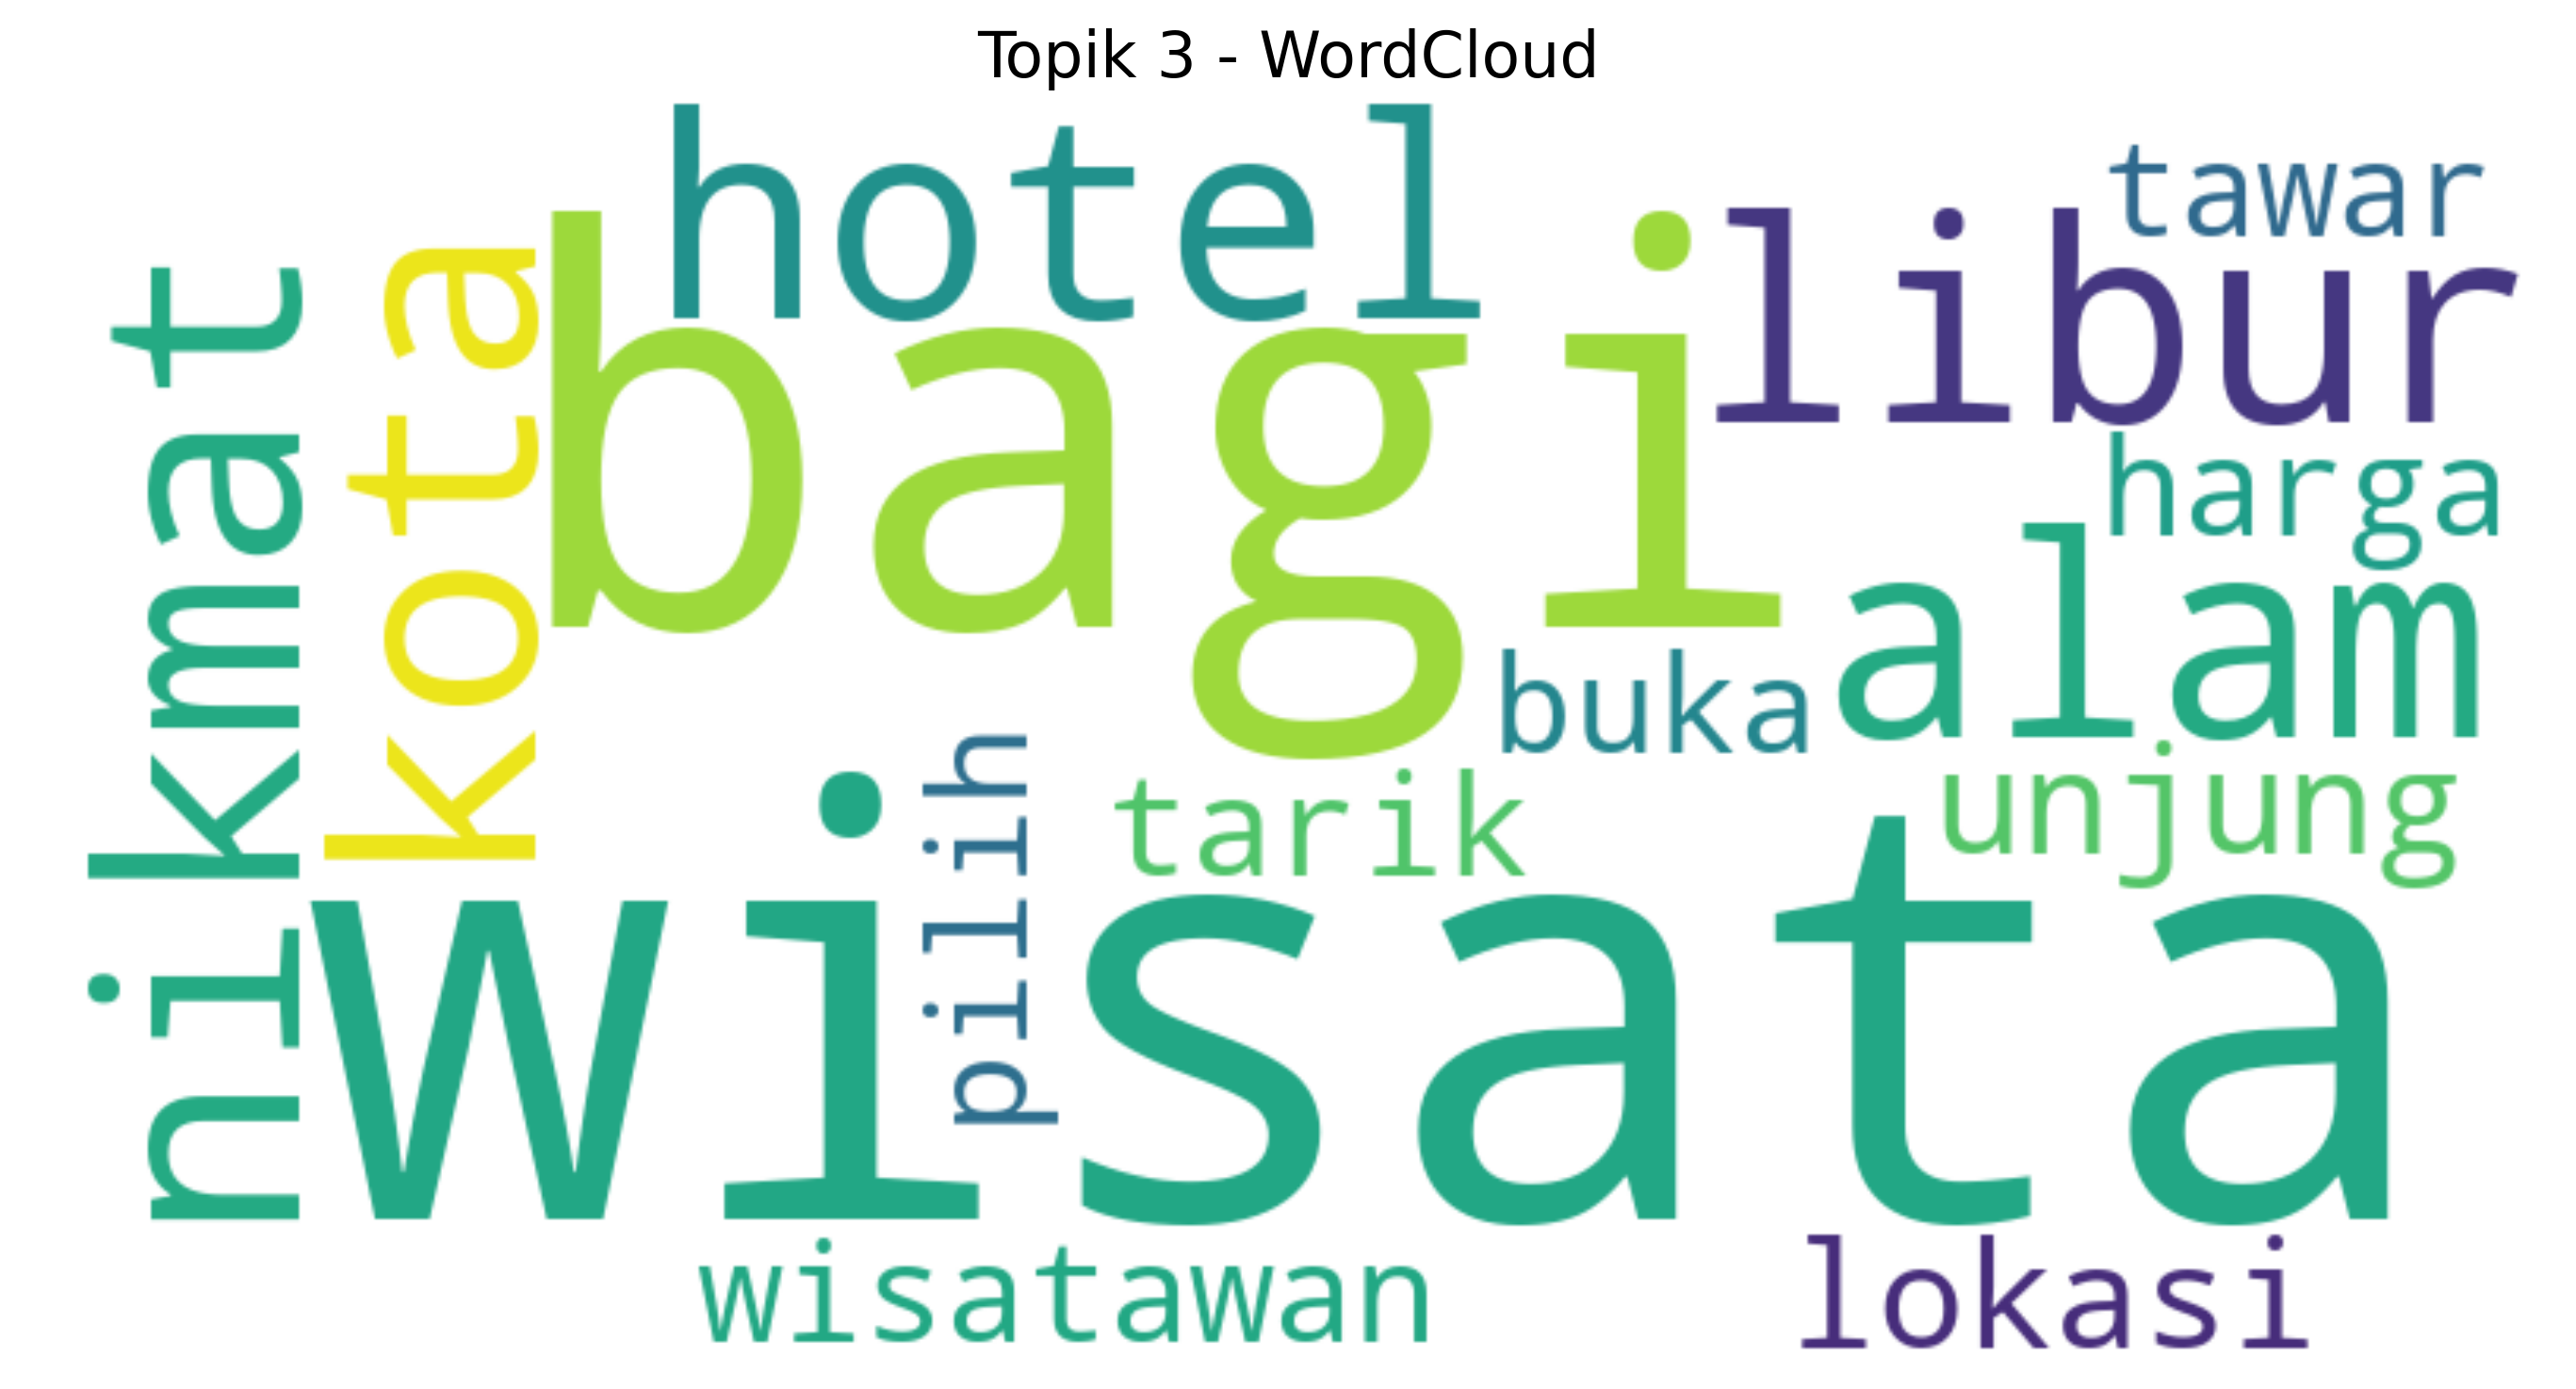 Topik 3 - WordCloud
hotel
tawar
libur
bagi
kota
nikmat
harga
alam
buka
unjung
tarik
pilih
wisata
wisatawan
lokasi